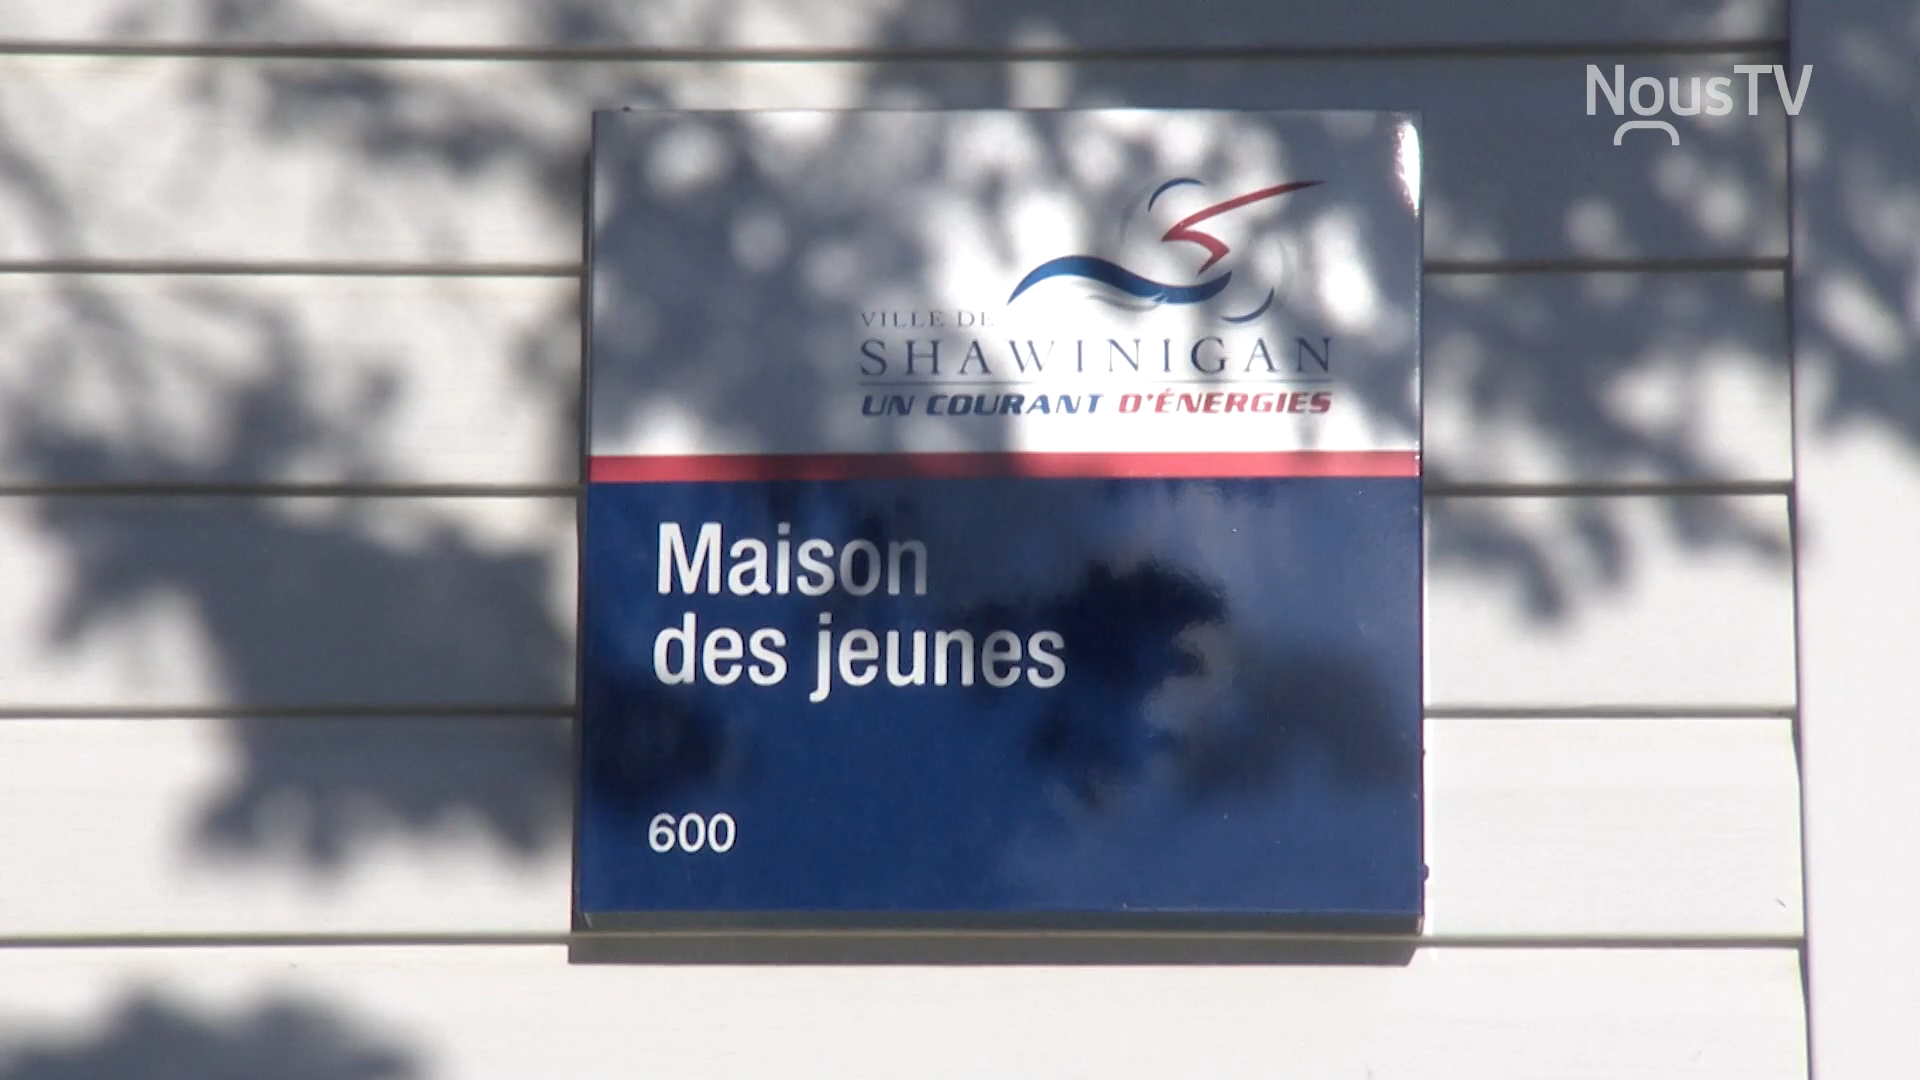 NousTV
VILLE DE
SHAWINIGAN
UN COURANT D'ÉNERGIES
Maison
des jeunes
600